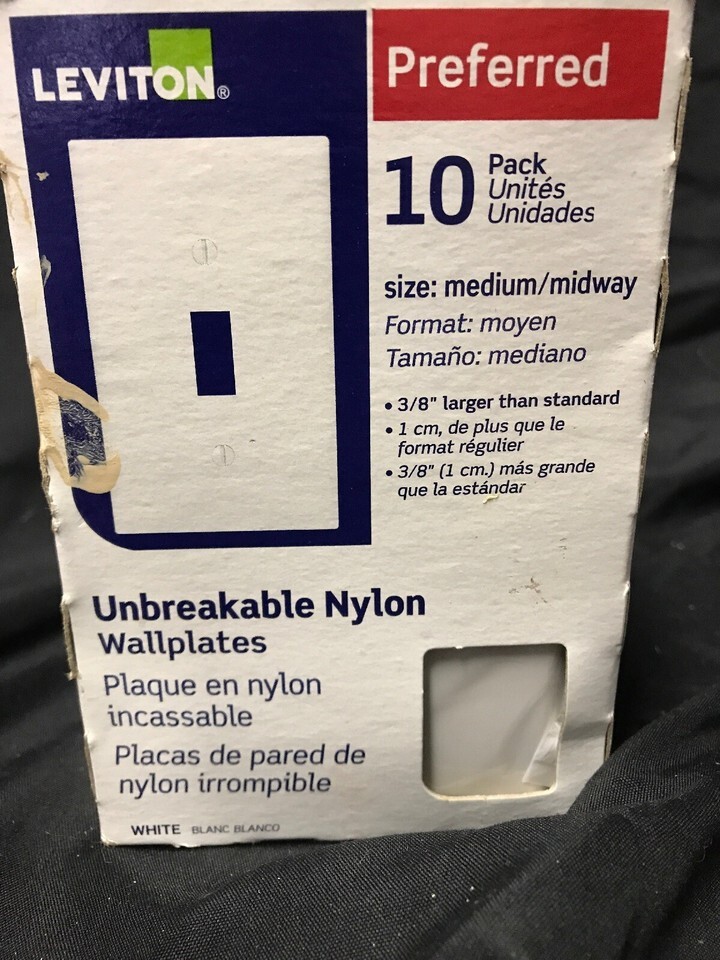 LEVITON®
Preferred
10 Pack
Unités
Unidades
size: medium/midway
Format: moyen
Tamaño: mediano
• 3/8" larger than standard
• 1 cm, de plus que le
format régulier
• 3/8" (1 cm.) más grande
que la estándar
Unbreakable Nylon
Wallplates
Plaque en nylon
incassable
Placas de pared de
nylon irrompible
WHITE BLANC BLANCO